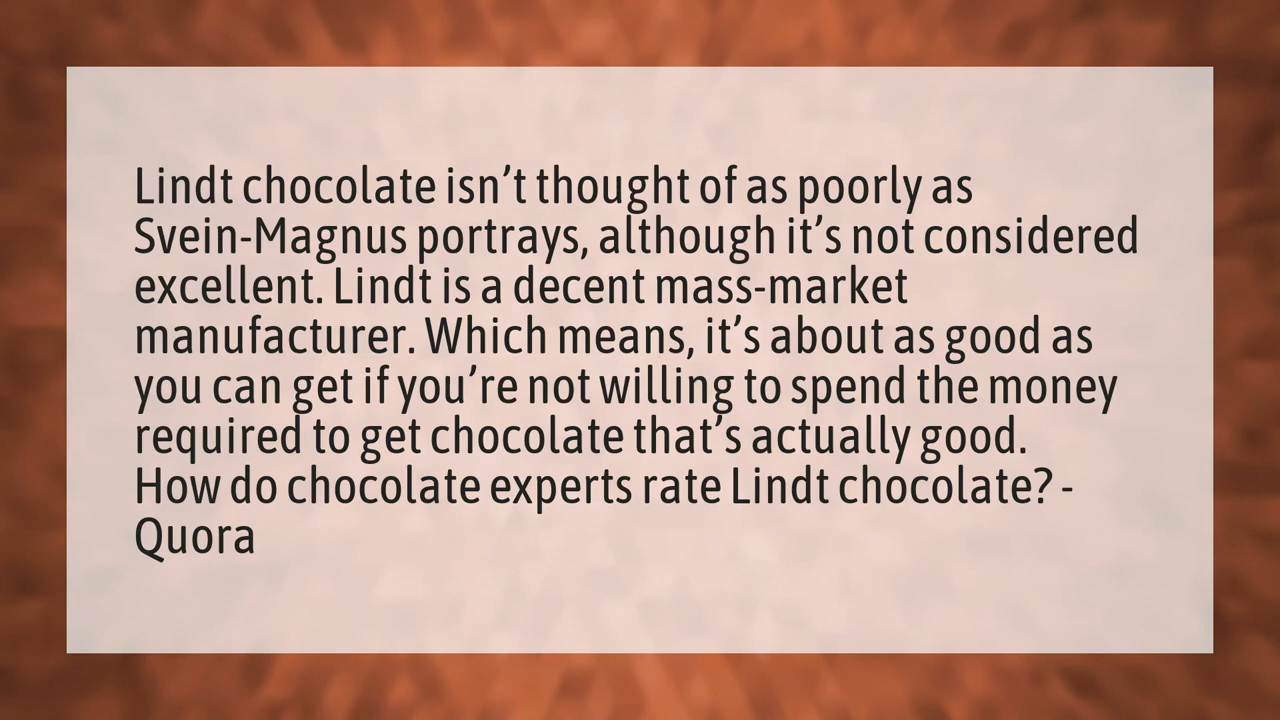 Lindt chocolate isn’t thought of as poorly as
Svein-Magnus portrays, although it’s not considered
excellent. Lindt is a decent mass-market
manufacturer. Which means, it’s about as good as
you can get if you’re not willing to spend the money
required to get chocolate that’s actually good.
How do chocolate experts rate Lindt chocolate? -
Quora